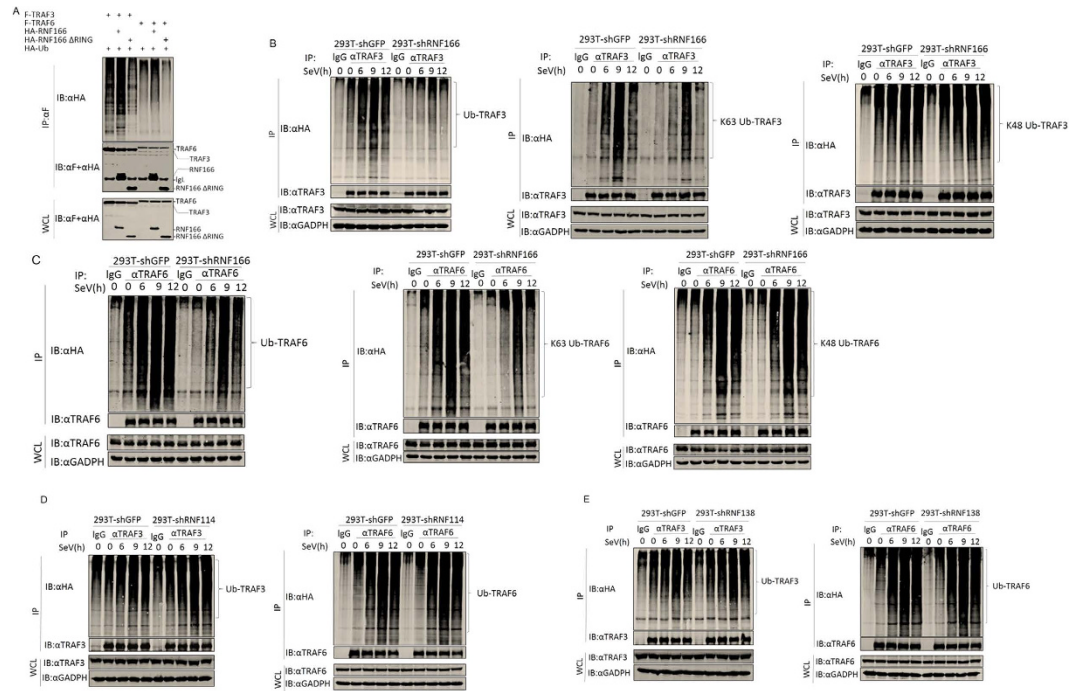 A
F-TRAF3 + + +
F-TRAF6 + + +
HA-RNF166 + +
HA-RNF166 ΔRING + +
HA-Ub + + + + + +
IP:αF
IB:αHA
IB:αF+αHA
TRAF6
TRAF3
RNF166
IgL
RNF166 ΔRING
WCL
IB:αF+αHA
TRAF6
TRAF3
RNF166
RNF166 ΔRING
B
293T-shGFP 293T-shRNF166
IP: IgG αTRAF3 IgG αTRAF3
SeV(h) 0 0 6 9 12 0 0 6 9 12
IP
IB:αHA
Ub-TRAF3
IB:αTRAF3
WCL
IB:αTRAF3
IB:αGADPH
293T-shGFP 293T-shRNF166
IP: IgG αTRAF3 IgG αTRAF3
SeV(h) 0 0 6 9 12 0 0 6 9 12
IP
IB:αHA
K63 Ub-TRAF3
IB:αTRAF3
WCL
IB:αTRAF3
IB:αGADPH
293T-shGFP 293T-shRNF166
IP: IgG αTRAF3 IgG αTRAF3
SeV(h) 0 0 6 9 12 0 0 6 9 12
IP
IB:αHA
K48 Ub-TRAF3
IB:αTRAF3
WCL
IB:αTRAF3
IB:αGADPH
C
293T-shGFP 293T-shRNF166
IP: IgG αTRAF6 IgG αTRAF6
SeV(h) 0 0 6 9 12 0 0 6 9 12
IP
IB:αHA
Ub-TRAF6
IB:αTRAF6
WCL
IB:αTRAF6
IB:αGADPH
293T-shGFP 293T-shRNF166
IP: IgG αTRAF6 IgG αTRAF6
SeV(h) 0 0 6 9 12 0 0 6 9 12
IP
IB:αHA
K63 Ub-TRAF6
IB:αTRAF6
WCL
IB:αTRAF6
IB:αGADPH
293T-shGFP 293T-shRNF166
IP: IgG αTRAF6 IgG αTRAF6
SeV(h) 0 0 6 9 12 0 0 6 9 12
IP
IB:αHA
K48 Ub-TRAF6
IB:αTRAF6
WCL
IB:αTRAF6
IB:αGADPH
D
293T-shGFP 293T-shRNF114
IP IgG αTRAF3 IgG αTRAF3
SeV(h) 0 0 6 9 12 0 0 6 9 12
IP
IB:αHA
Ub-TRAF3
IB:αTRAF3
WCL
IB:αTRAF3
IB:αGADPH
293T-shGFP 293T-shRNF114
IP: IgG αTRAF6 IgG αTRAF6
SeV(h) 0 0 6 9 12 0 0 6 9 12
IP
IB:αHA
Ub-TRAF6
IB:αTRAF6
WCL
IB:αTRAF6
IB:αGADPH
E
293T-shGFP 293T-shRNF138
IP: IgG αTRAF3 IgG αTRAF3
SeV(h) 0 0 6 9 12 0 0 6 9 12
IP
IB:αHA
Ub-TRAF3
IB:αTRAF3
WCL
IB:αTRAF3
IB:αGADPH
293T-shGFP 293T-shRNF138
IP: IgG αTRAF6 IgG αTRAF6
SeV(h) 0 0 6 9 12 0 0 6 9 12
IP
IB:αHA
Ub-TRAF6
IB:αTRAF6
WCL
IB:αTRAF6
IB:αGADPH